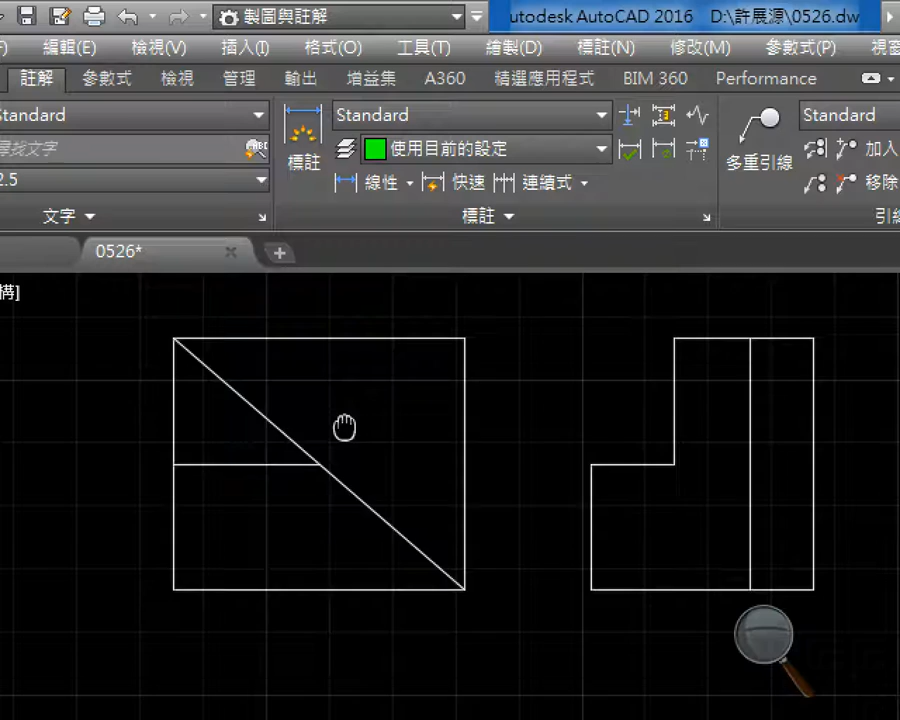 製圖與註解
utodesk AutoCAD 2016 D:\許展源\0526.dw
F) 編輯(E) 檢視(V) 插入(I) 格式(O) 工具(T) 繪製(D) 標註(N) 修改(M) 參數式(P) 視窗
註解 參數式 檢視 管理 輸出 增益集 A360 精選應用程式 BIM 360 Performance
Standard Standard Standard
尋找文字 ABC 使用目前的設定 加入
標註 多重引線
2.5 線性 快速 連續式 移除
文字 標註 引線
0526*
構]